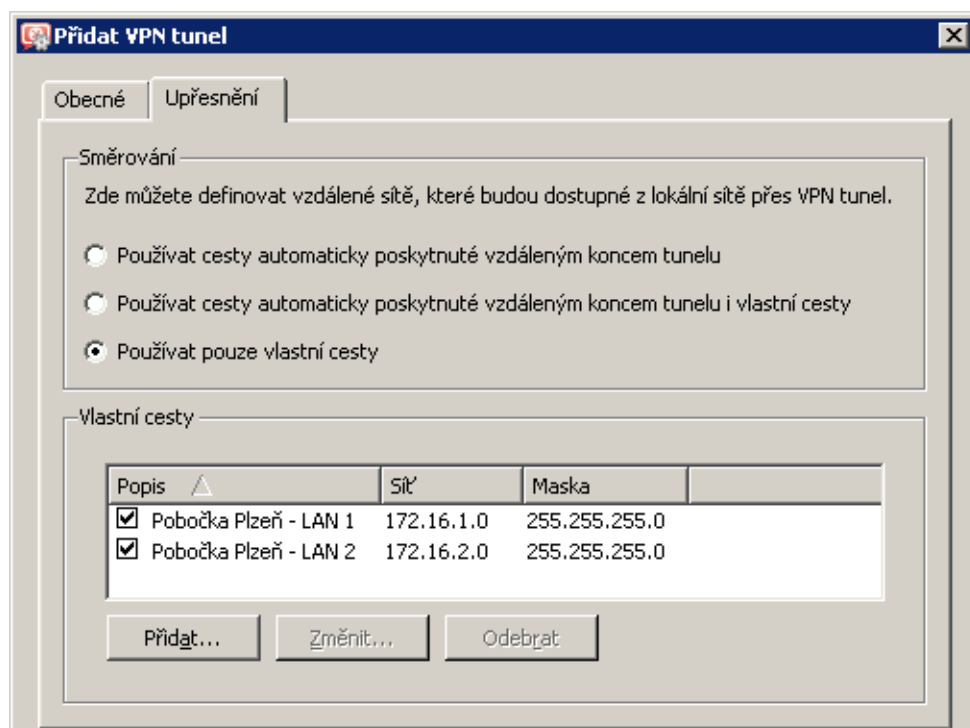 Přidat VPN tunel
Obecné Upřesnění
Směrování
Zde můžete definovat vzdálené sítě, které budou dostupné z lokální sítě přes VPN tunel.
Používat cesty automaticky poskytnuté vzdáleným koncem tunelu
Používat cesty automaticky poskytnuté vzdáleným koncem tunelu i vlastní cesty
Používat pouze vlastní cesty
Vlastní cesty
Popis Síť Maska
Pobočka Plzeň - LAN 1 172.16.1.0 255.255.255.0
Pobočka Plzeň - LAN 2 172.16.2.0 255.255.255.0
Přidat... Změnit... Odebrat